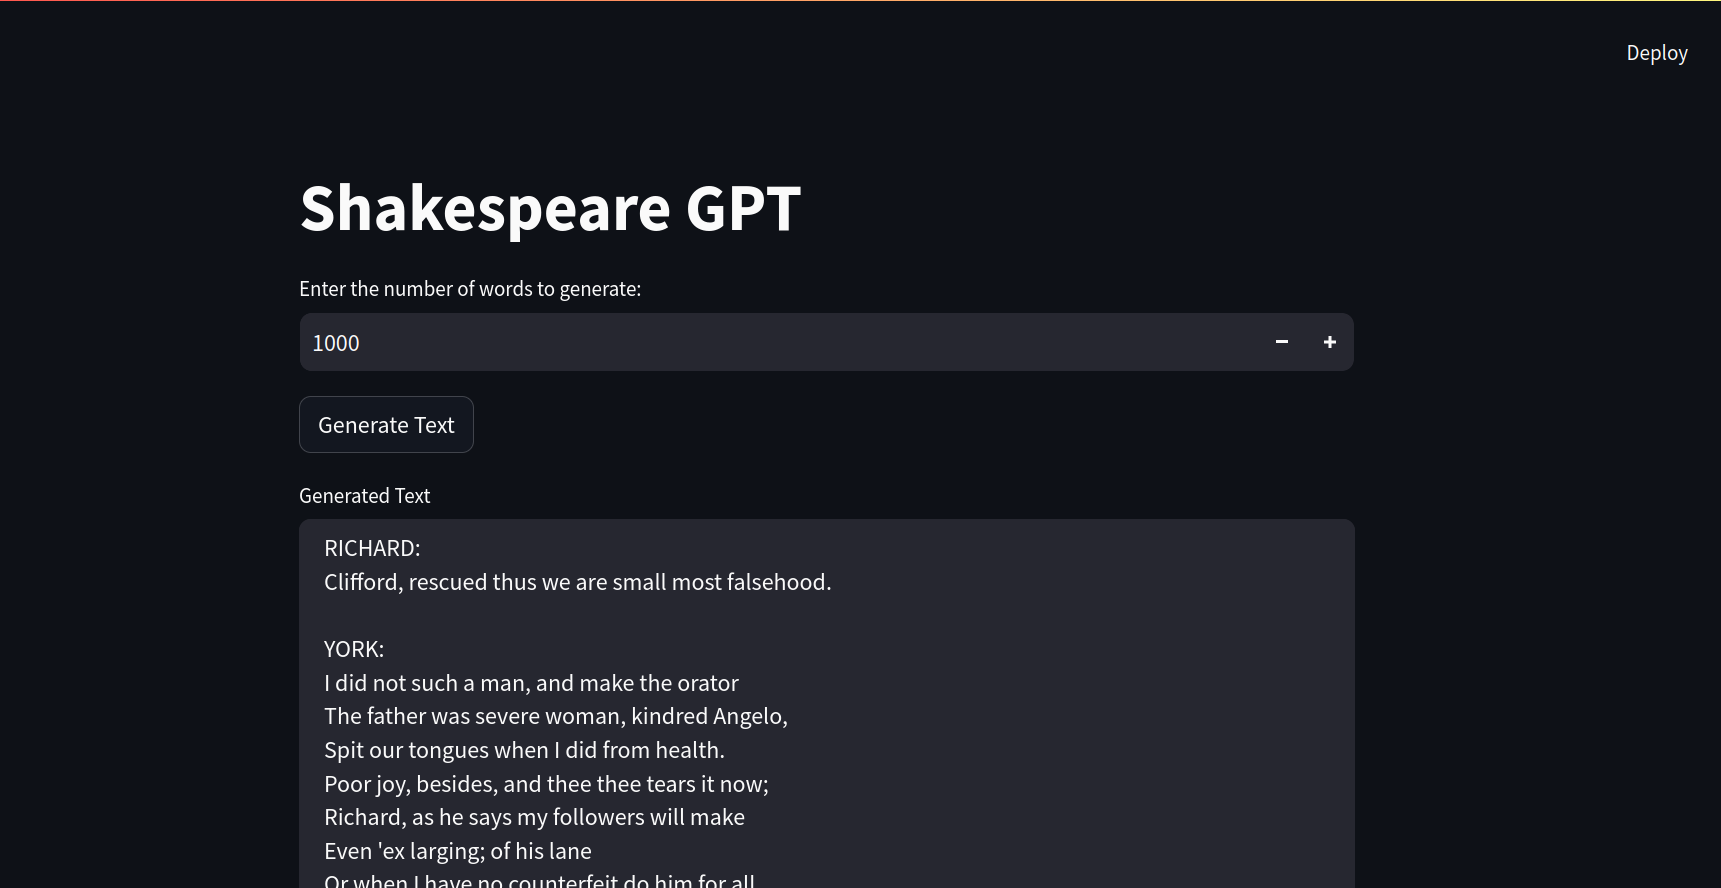 Deploy
Shakespeare GPT
Enter the number of words to generate:
1000
Generate Text
Generated Text
RICHARD:
Clifford, rescued thus we are small most falsehood.
YORK:
I did not such a man, and make the orator
The father was severe woman, kindred Angelo,
Spit our tongues when I did from health.
Poor joy, besides, and thee thee tears it now;
Richard, as he says my followers will make
Even 'ex larging; of his lane
Or when I have no counterfeit do him for all